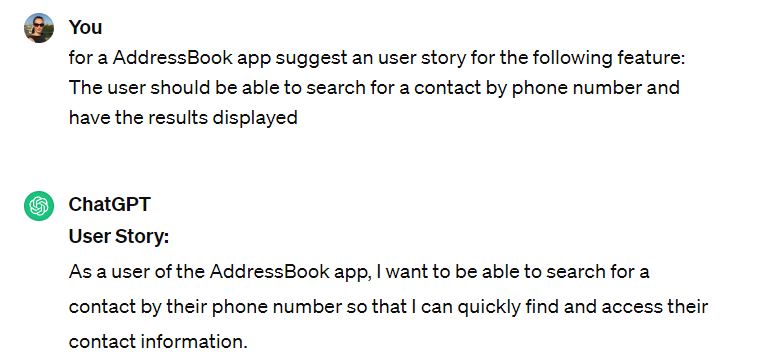 You
for a AddressBook app suggest an user story for the following feature:
The user should be able to search for a contact by phone number and
have the results displayed
ChatGPT
User Story:
As a user of the AddressBook app, I want to be able to search for a
contact by their phone number so that I can quickly find and access their
contact information.